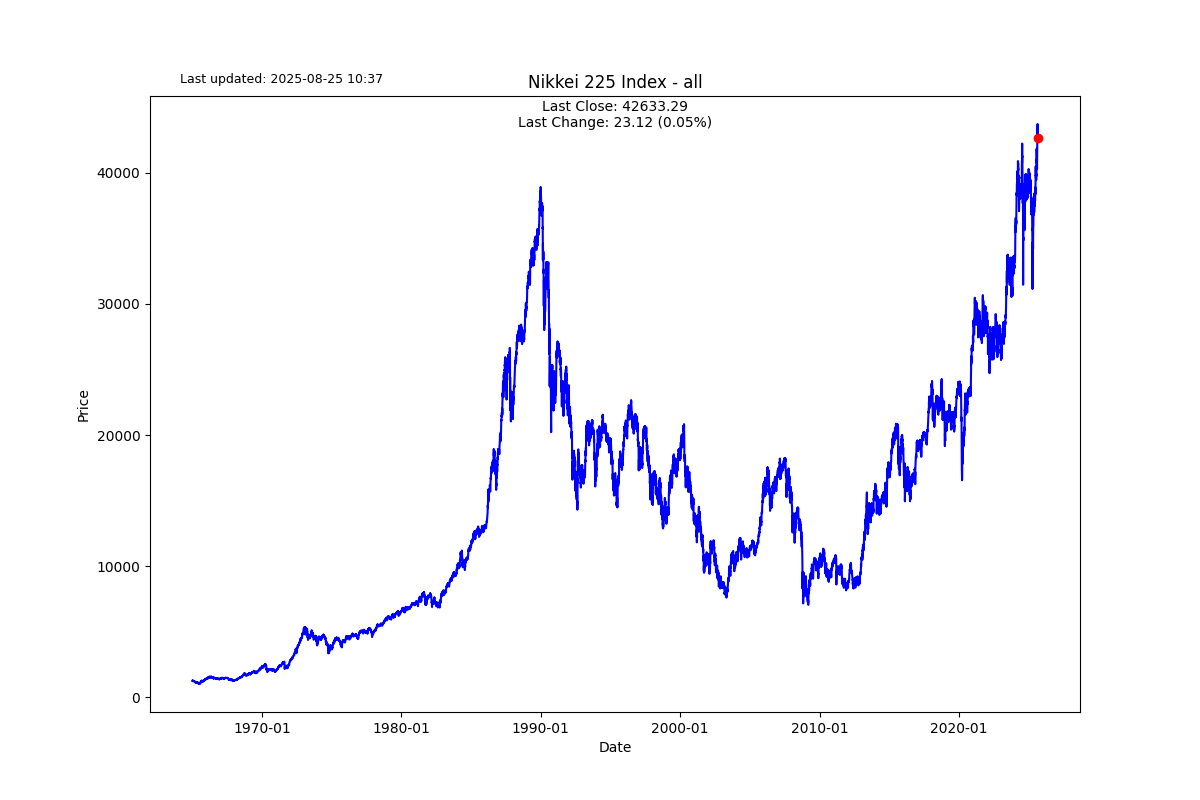 Last updated: 2025-08-25 10:37
Nikkei 225 Index - all
Last Close: 42633.29
Last Change: 23.12 (0.05%)
40000
30000
20000
10000
0
Price
1970-01
1980-01
1990-01
2000-01
2010-01
2020-01
Date